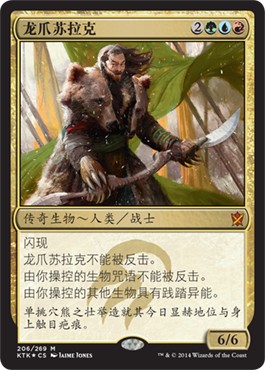 龙爪苏拉克 2
传奇生物~人类/战士
闪现
龙爪苏拉克不能被反击。
由你操控的生物咒语不能被反击。
由你操控的其他生物具有践踏异能。
单挑穴熊之壮举造就其今日显赫地位与身
上触目疤痕。
6/6
206/269 M
KTK ★ CS JAIME JONES
™ & © 2014 Wizards of the Coast